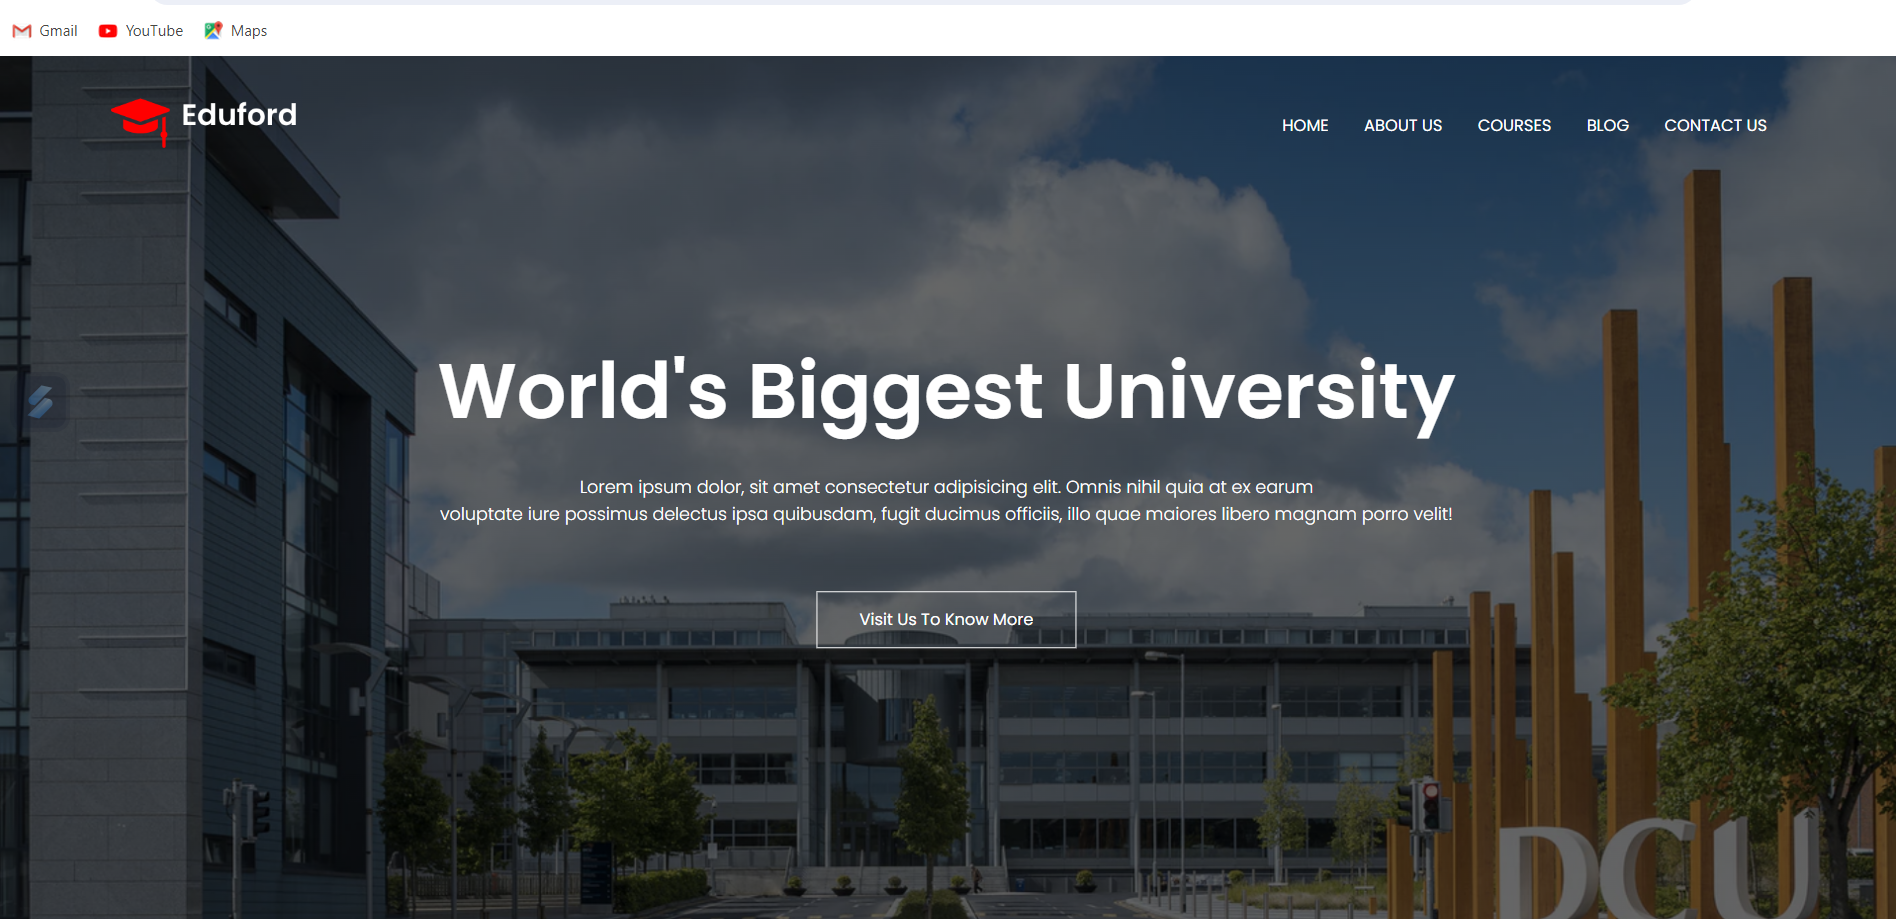 Gmail YouTube Maps
Eduford
HOME ABOUT US COURSES BLOG CONTACT US
World's Biggest University
Lorem ipsum dolor, sit amet consectetur adipisicing elit. Omnis nihil quia at ex earum
voluptate iure possimus delectus ipsa quibusdam, fugit ducimus officiis, illo quae maiores libero magnam porro velit!
Visit Us To Know More
DCU